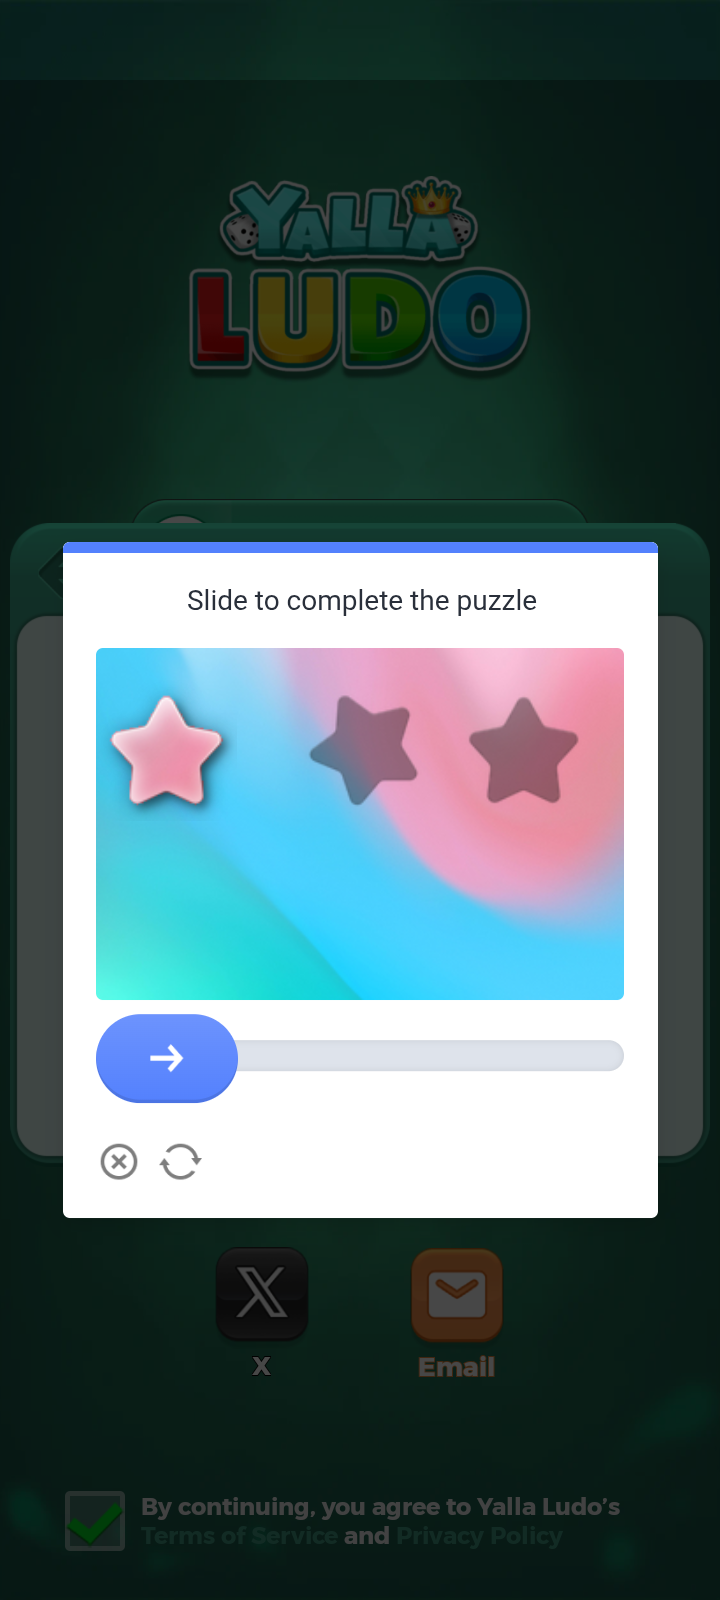 YALLA
LUDO
Slide to complete the puzzle
X
Email
By continuing, you agree to Yalla Ludo's
Terms of Service and Privacy Policy